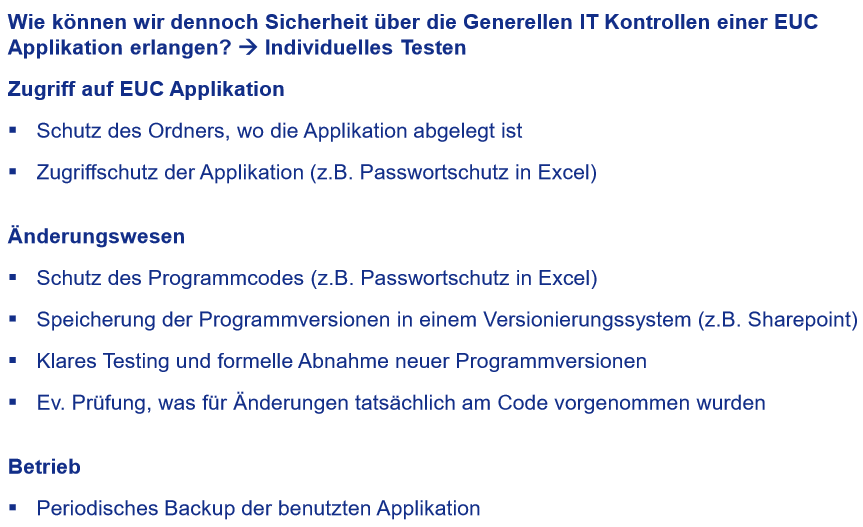 Wie können wir dennoch Sicherheit über die Generellen IT Kontrollen einer EUC
Applikation erlangen? → Individuelles Testen
Zugriff auf EUC Applikation
▪ Schutz des Ordners, wo die Applikation abgelegt ist
▪ Zugriffschutz der Applikation (z.B. Passwortschutz in Excel)
Änderungswesen
▪ Schutz des Programmcodes (z.B. Passwortschutz in Excel)
▪ Speicherung der Programmversionen in einem Versionierungssystem (z.B. Sharepoint)
▪ Klares Testing und formelle Abnahme neuer Programmversionen
▪ Ev. Prüfung, was für Änderungen tatsächlich am Code vorgenommen wurden
Betrieb
▪ Periodisches Backup der benutzten Applikation